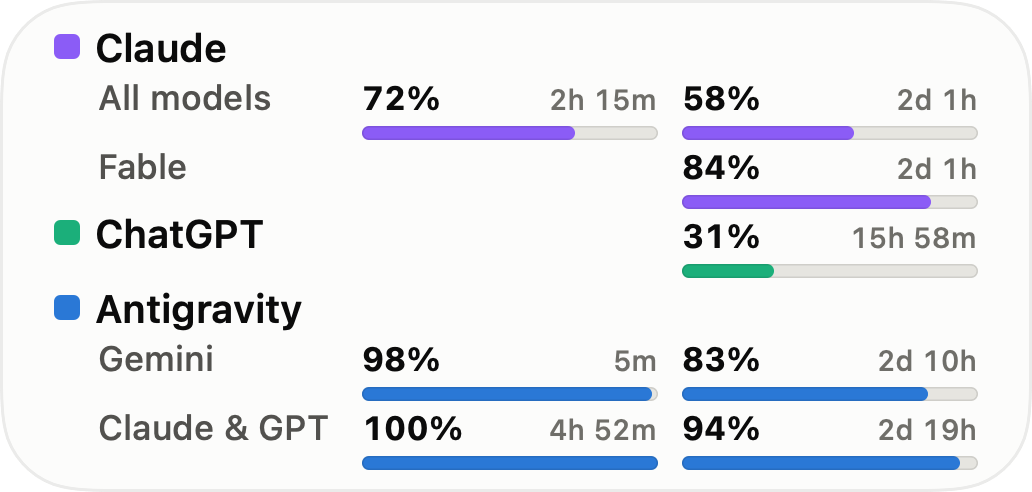 Claude
All models 72% 2h 15m 58% 2d 1h
Fable 84% 2d 1h
ChatGPT 31% 15h 58m
Antigravity
Gemini 98% 5m 83% 2d 10h
Claude & GPT 100% 4h 52m 94% 2d 19h